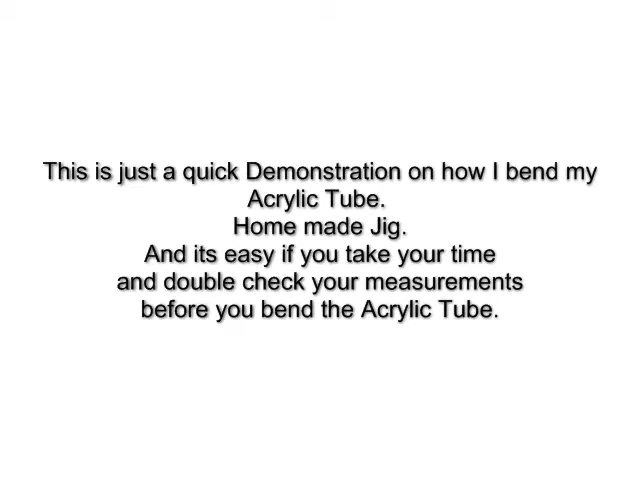 This is just a quick Demonstration on how I bend my
Acrylic Tube.
Home made Jig.
And its easy if you take your time
and double check your measurements
before you bend the Acrylic Tube.